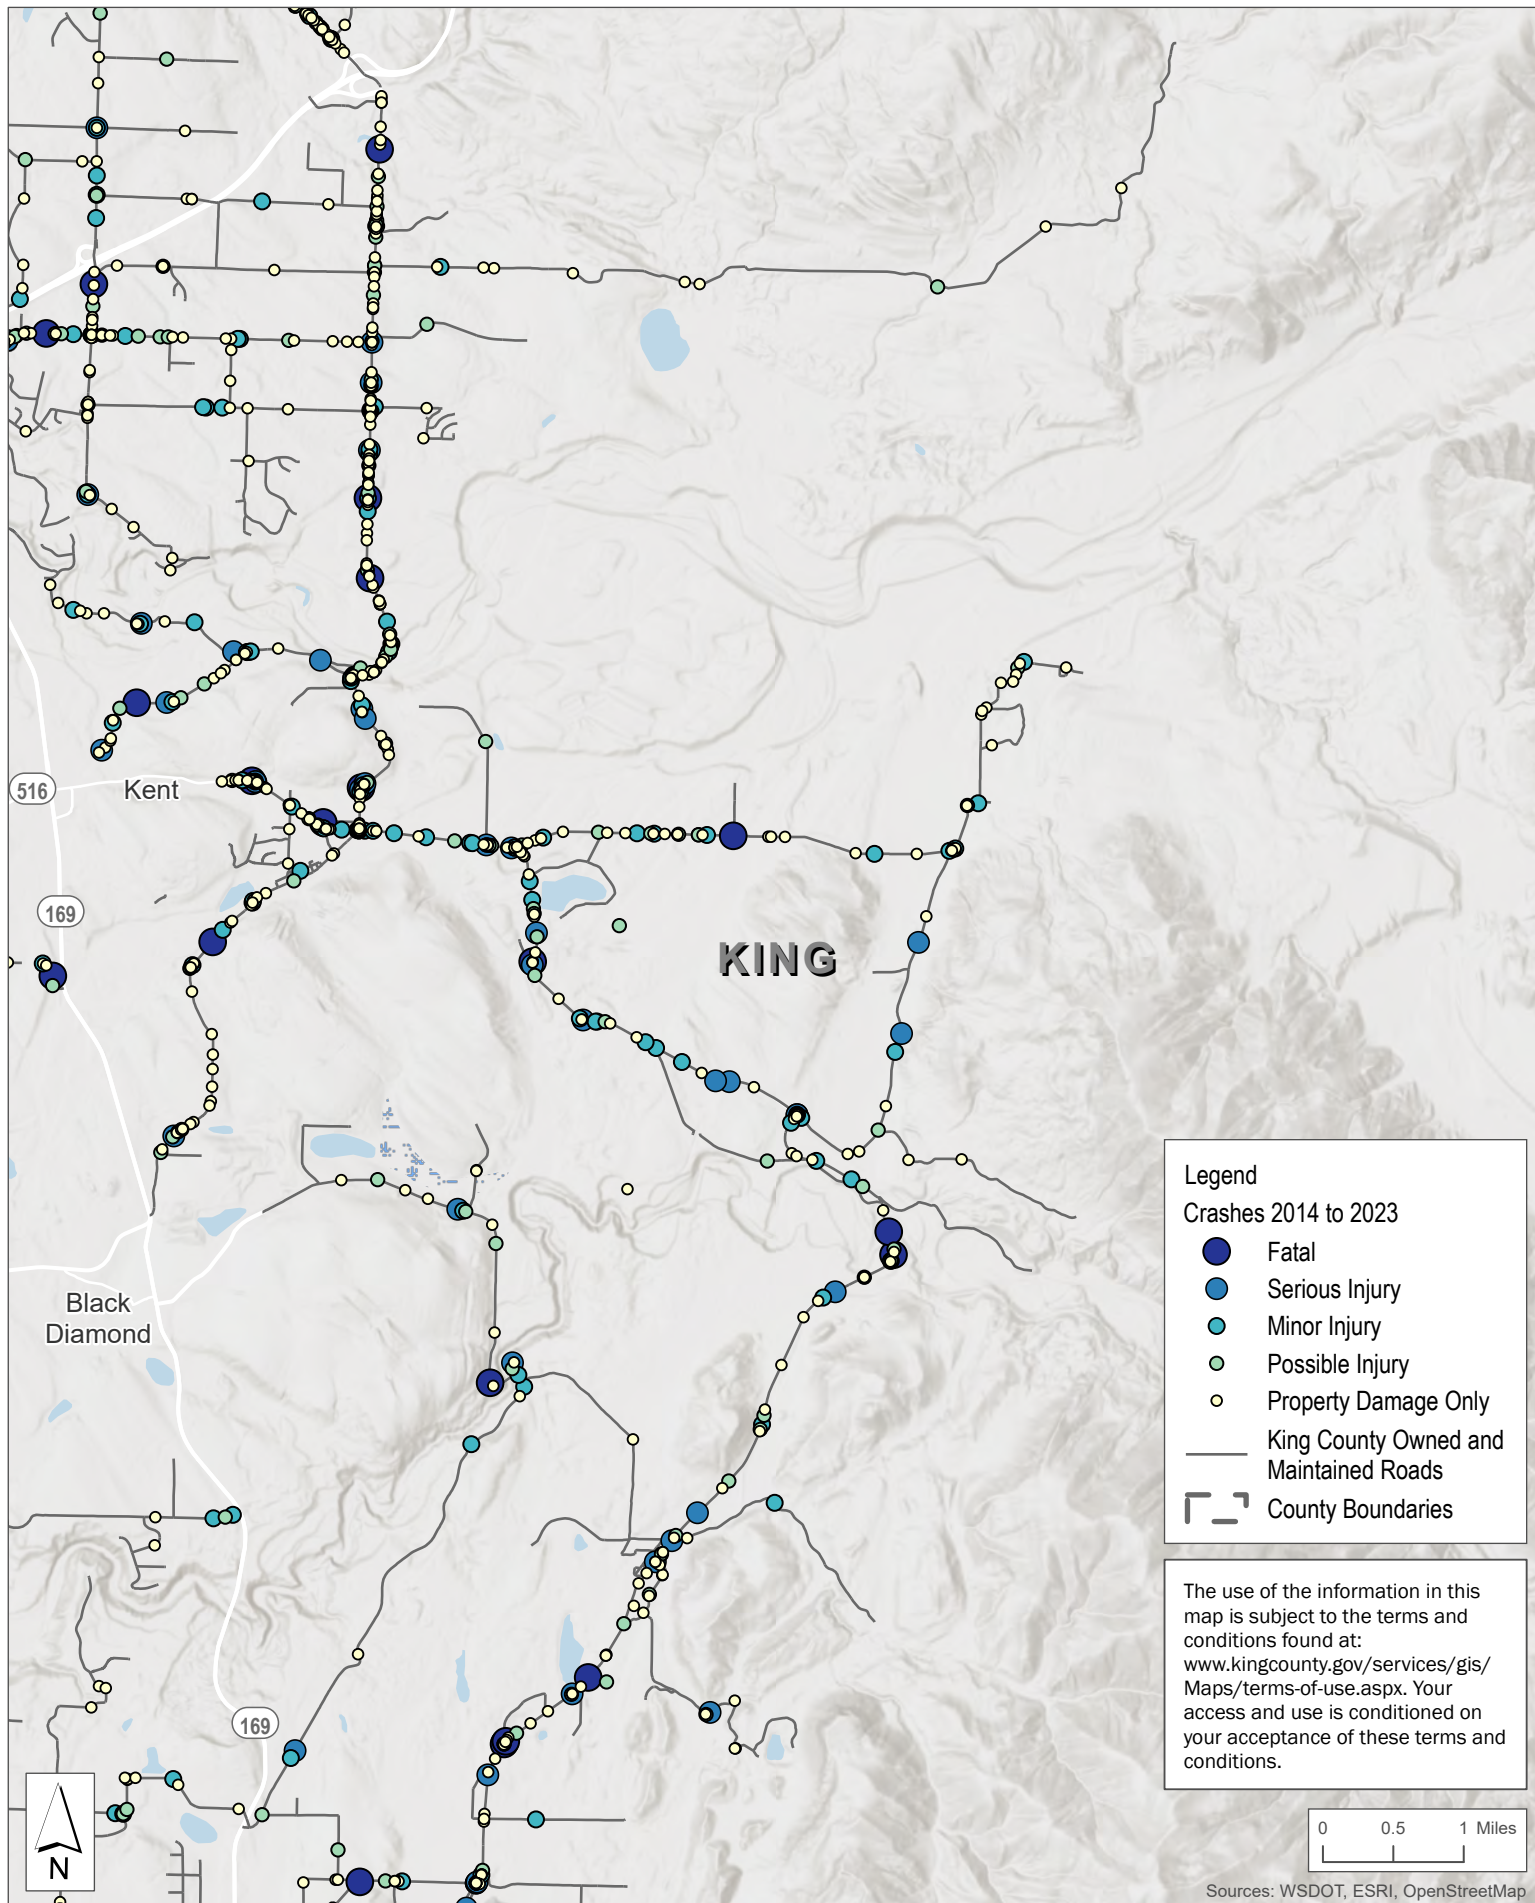 516
Kent
169
KING
Black
Diamond
169
N
Legend
Crashes 2014 to 2023
Fatal
Serious Injury
Minor Injury
Possible Injury
Property Damage Only
King County Owned and
Maintained Roads
County Boundaries
The use of the information in this
map is subject to the terms and
conditions found at:
www.kingcounty.gov/services/gis/
Maps/terms-of-use.aspx. Your
access and use is conditioned on
your acceptance of these terms and
conditions.
0 0.5 1 Miles
Sources: WSDOT, ESRI, OpenStreetMap